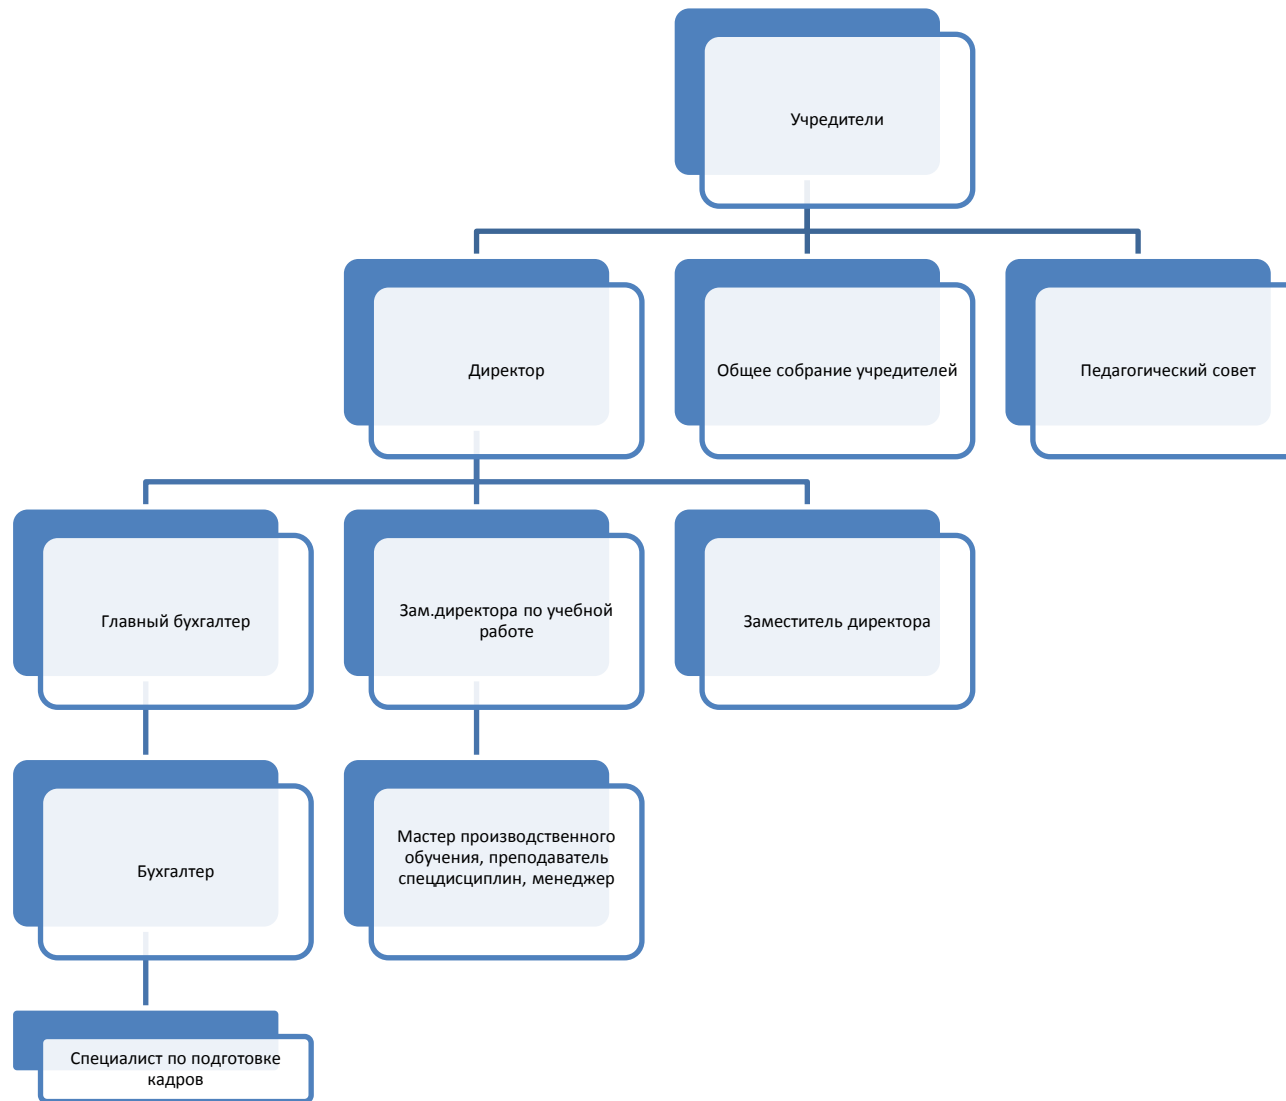 Учредители
Директор
Общее собрание учредителей
Педагогический совет
Главный бухгалтер
Зам.директора по учебной
работе
Заместитель директора
Бухгалтер
Мастер производственного
обучения, преподаватель
спецдисциплин, менеджер
Специалист по подготовке
кадров